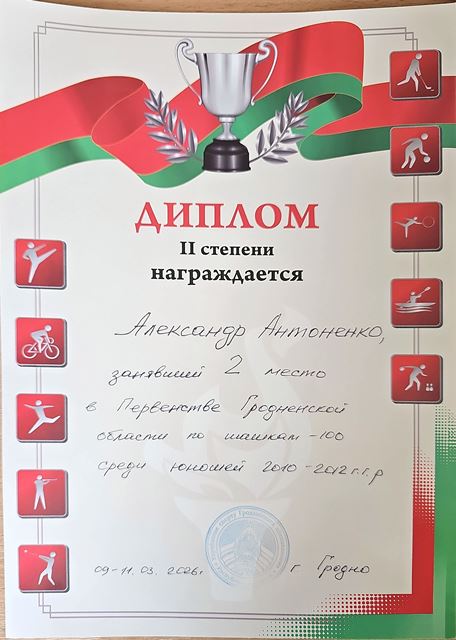 ДИПЛОМ
II степени
награждается
Александр Антоненко,
занявший 2 место
в Первенстве Гродненской
области по шашкам-100
среди юношей 2010-2012 г.г.р
09-11.03.2026г г Гродно